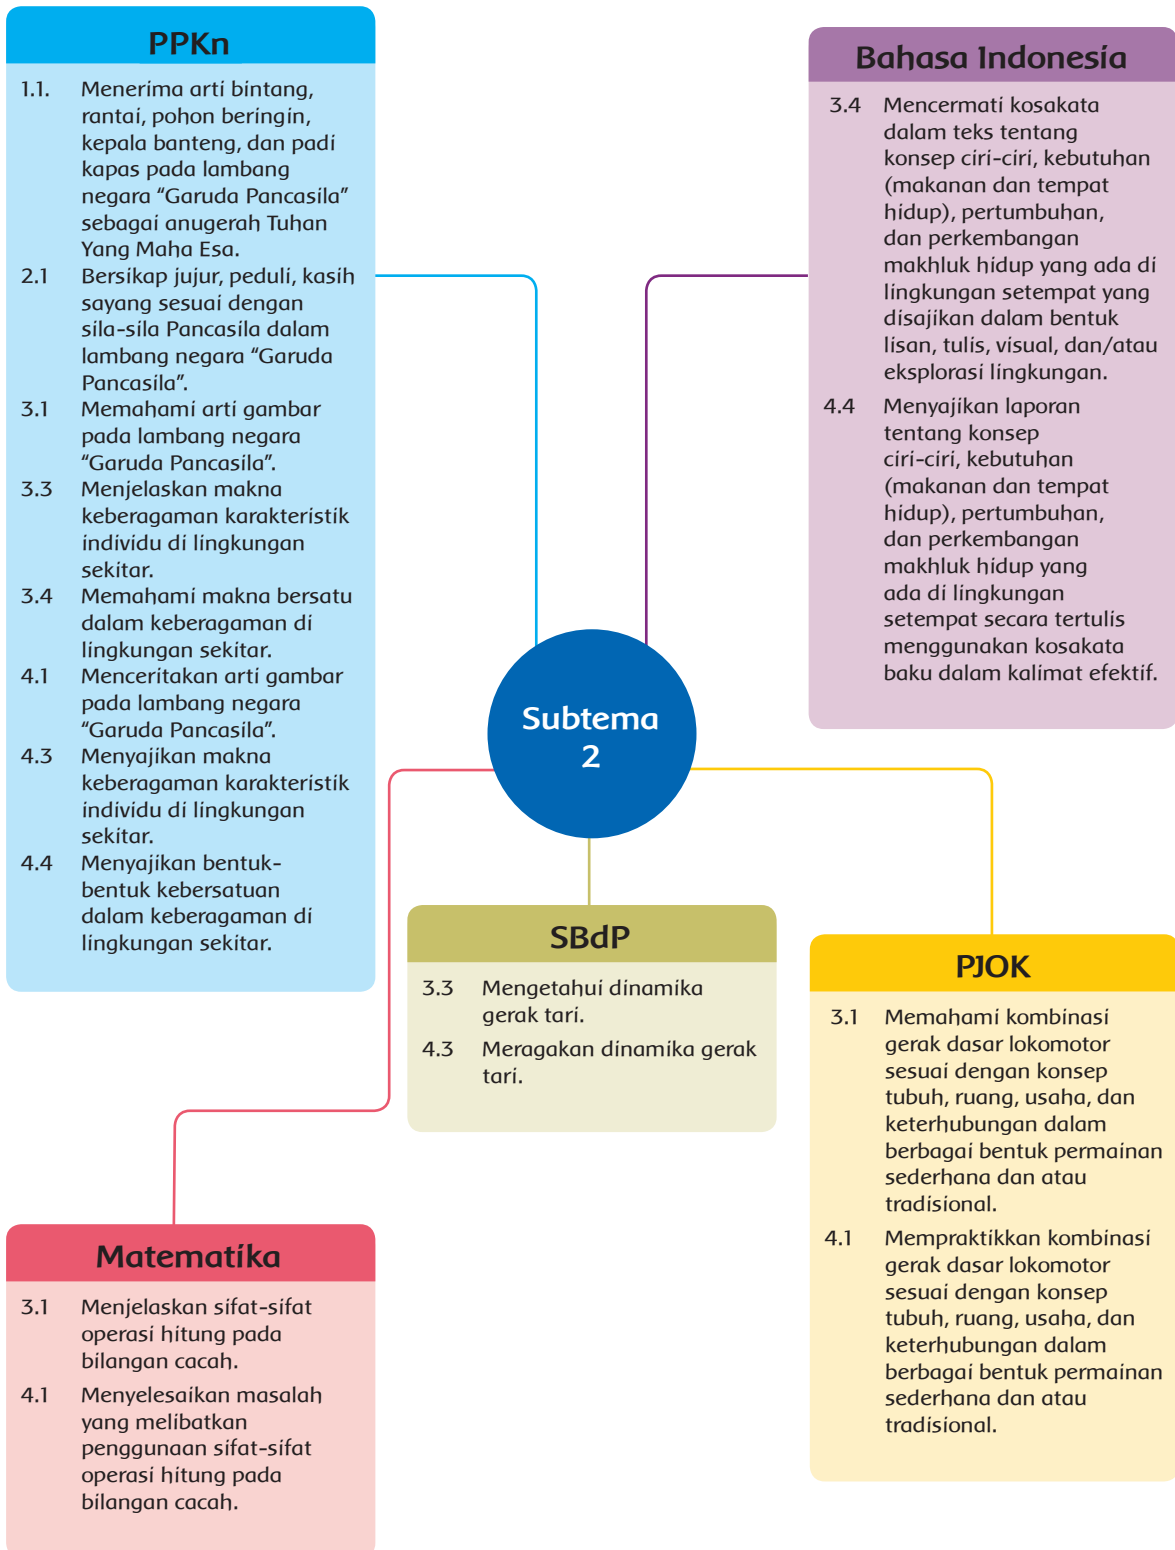 PPKn
1.1. Menerima arti bintang,
rantai, pohon beringin,
kepala banteng, dan padi
kapas pada lambang
negara “Garuda Pancasila”
sebagai anugerah Tuhan
Yang Maha Esa.
2.1 Bersikap jujur, peduli, kasih
sayang sesuai dengan
sila-sila Pancasila dalam
lambang negara “Garuda
Pancasila”.
3.1 Memahami arti gambar
pada lambang negara
“Garuda Pancasila”.
3.3 Menjelaskan makna
keberagaman karakteristik
individu di lingkungan
sekitar.
3.4 Memahami makna bersatu
dalam keberagaman di
lingkungan sekitar.
4.1 Menceritakan arti gambar
pada lambang negara
“Garuda Pancasila”.
4.3 Menyajikan makna
keberagaman karakteristik
individu di lingkungan
sekitar.
4.4 Menyajikan bentuk-
bentuk kebersatuan
dalam keberagaman di
lingkungan sekitar.
Bahasa Indonesia
3.4 Mencermati kosakata
dalam teks tentang
konsep ciri-ciri, kebutuhan
(makanan dan tempat
hidup), pertumbuhan,
dan perkembangan
makhluk hidup yang ada di
lingkungan setempat yang
disajikan dalam bentuk
lisan, tulis, visual, dan/atau
eksplorasi lingkungan.
4.4 Menyajikan laporan
tentang konsep
ciri-ciri, kebutuhan
(makanan dan tempat
hidup), pertumbuhan,
dan perkembangan
makhluk hidup yang
ada di lingkungan
setempat secara tertulis
menggunakan kosakata
baku dalam kalimat efektif.
Subtema
2
SBdP
3.3 Mengetahui dinamika
gerak tari.
4.3 Meragakan dinamika gerak
tari.
PJOK
3.1 Memahami kombinasi
gerak dasar lokomotor
sesuai dengan konsep
tubuh, ruang, usaha, dan
keterhubungan dalam
berbagai bentuk permainan
sederhana dan atau
tradisional.
4.1 Mempraktikkan kombinasi
gerak dasar lokomotor
sesuai dengan konsep
tubuh, ruang, usaha, dan
keterhubungan dalam
berbagai bentuk permainan
sederhana dan atau
tradisional.
Matematika
3.1 Menjelaskan sifat-sifat
operasi hitung pada
bilangan cacah.
4.1 Menyelesaikan masalah
yang melibatkan
penggunaan sifat-sifat
operasi hitung pada
bilangan cacah.